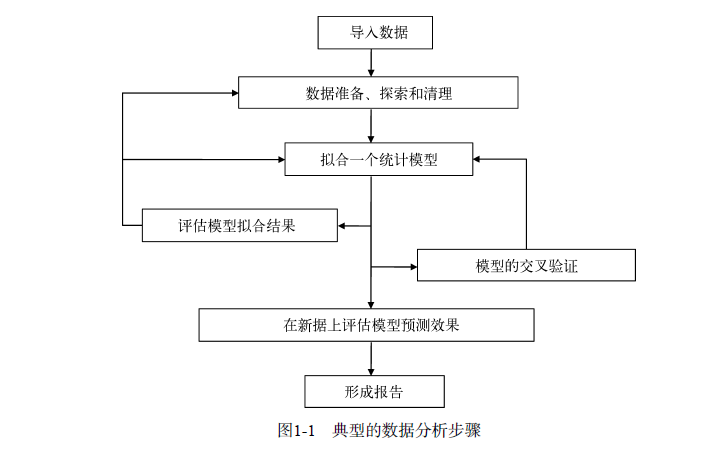 导入数据
数据准备、探索和清理
拟合一个统计模型
评估模型拟合结果
模型的交叉验证
在新据上评估模型预测效果
形成报告
图1-1 典型的数据分析步骤